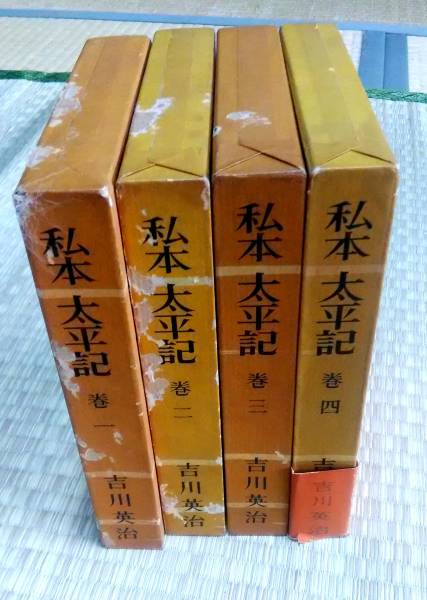 私本 太平記
巻一
吉川英治
私本 太平記
巻二
吉川英治
私本 太平記
巻三
吉川英治
私本 太平記
巻四
吉
吉川英治